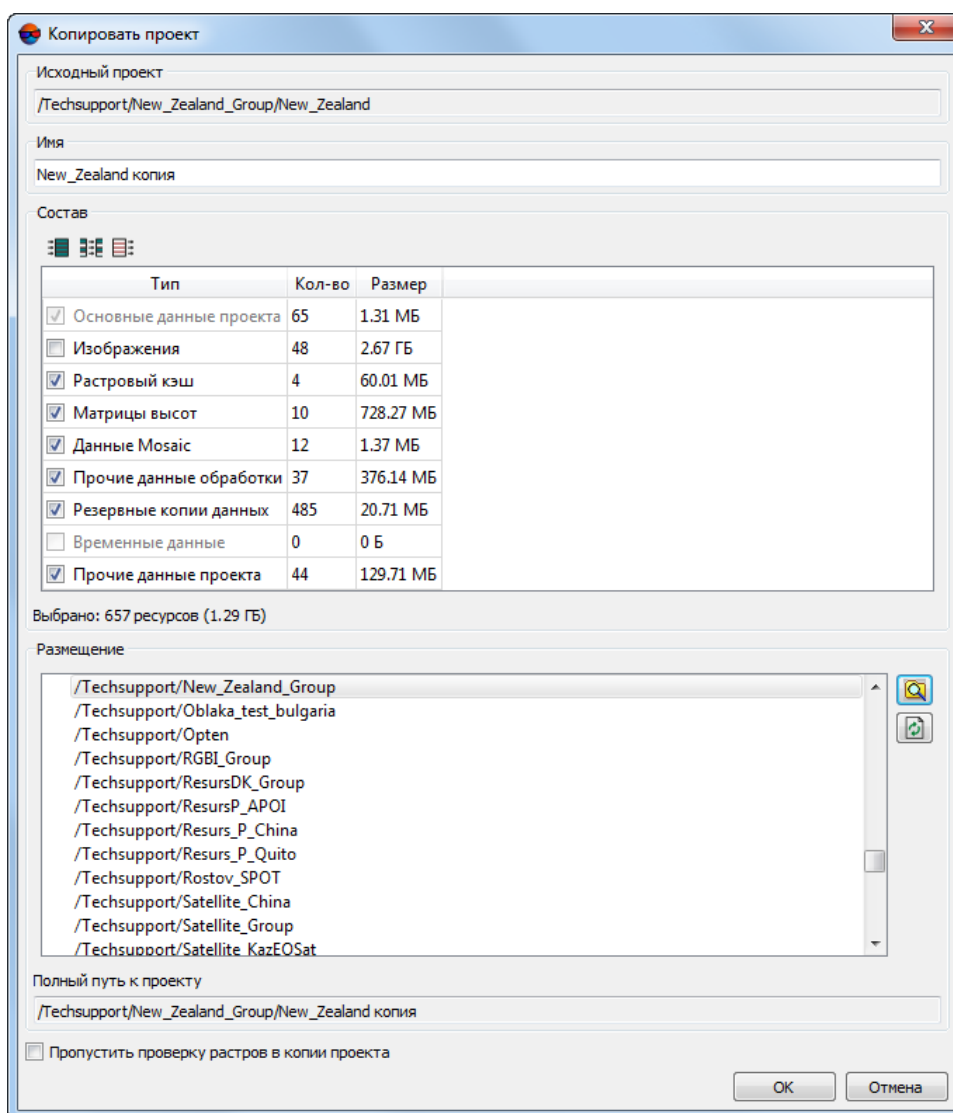 Копировать проект
Исходный проект
/Techsupport/New_Zealand_Group/New_Zealand
Имя
New_Zealand копия
Состав
Тип Кол-во Размер
Основные данные проекта 65 1.31 МБ
Изображения 48 2.67 ГБ
Растровый кэш 4 60.01 МБ
Матрицы высот 10 728.27 МБ
Данные Mosaic 12 1.37 МБ
Прочие данные обработки 37 376.14 МБ
Резервные копии данных 485 20.71 МБ
Временные данные 0 0 Б
Прочие данные проекта 44 129.71 МБ
Выбрано: 657 ресурсов (1.29 ГБ)
Размещение
/Techsupport/New_Zealand_Group
/Techsupport/Oblaka_test_bulgaria
/Techsupport/Opten
/Techsupport/RGBI_Group
/Techsupport/ResursDK_Group
/Techsupport/ResursP_APOI
/Techsupport/Resurs_P_China
/Techsupport/Resurs_P_Quito
/Techsupport/Rostov_SPOT
/Techsupport/Satellite_China
/Techsupport/Satellite_Group
/Techsupport/Satellite_KazEOSat
Полный путь к проекту
/Techsupport/New_Zealand_Group/New_Zealand копия
Пропустить проверку растров в копии проекта
OK Отмена